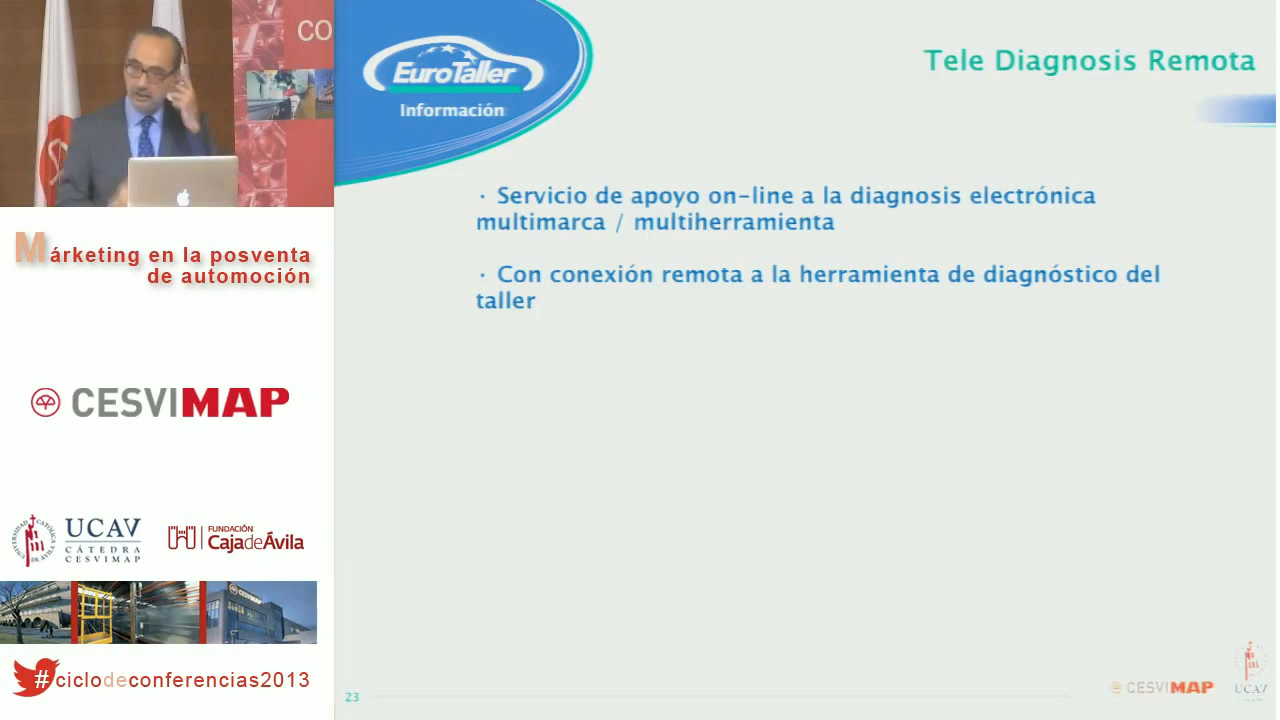 CO
EuroTaller
Información
Tele Diagnosis Remota
· Servicio de apoyo on-line a la diagnosis electrónica
multimarca / multiherramienta
· Con conexión remota a la herramienta de diagnóstico del
taller
Márketing en la posventa
de automoción
CESVIMAP
UCAV
CÁTEDRA
CESVIMAP
FUNDACIÓN
CajadeÁvila
CESVIMAP
#ciclodeconferencias2013
23
CESVIMAP
UCAV